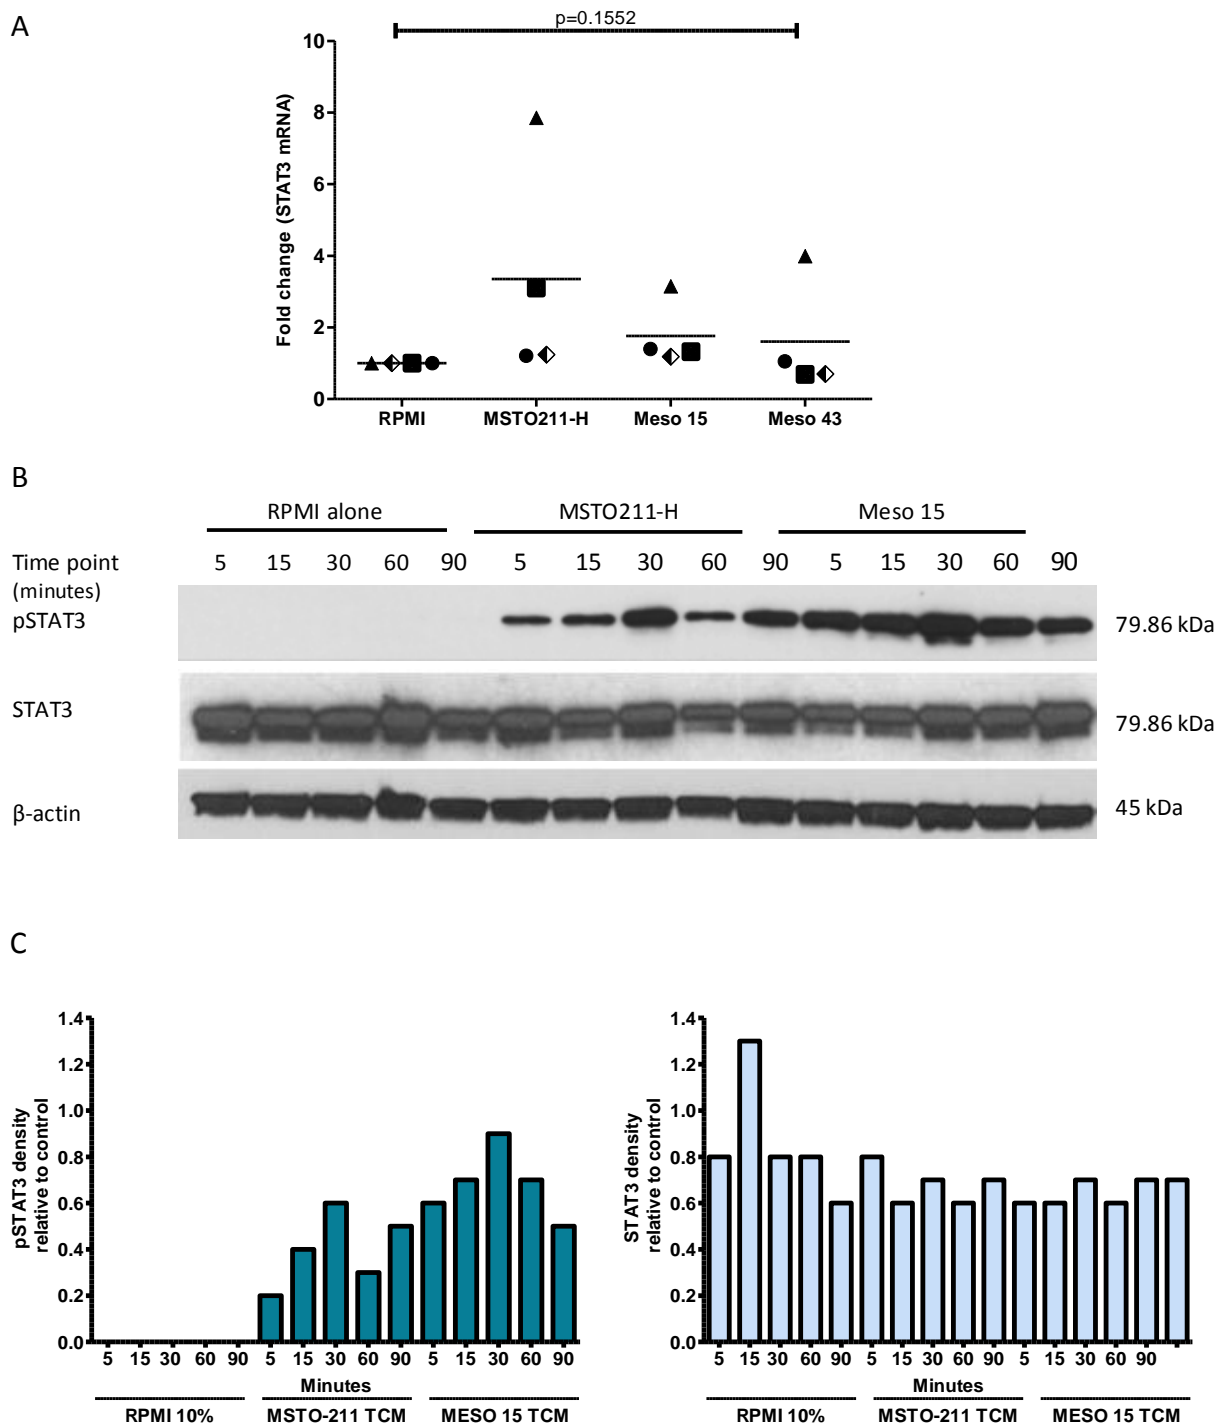 A
p=0.1552
10
8
6
4
2
0
Fold change (STAT3 mRNA)
RPMI MSTO211-H Meso 15 Meso 43
B
RPMI alone MSTO211-H Meso 15
Time point 5 15 30 60 90 5 15 30 60 90 5 15 30 60 90
(minutes)
pSTAT3 79.86 kDa
STAT3 79.86 kDa
β-actin 45 kDa
C
1.4
1.2
1.0
0.8
0.6
0.4
0.2
0.0
pSTAT3 density
relative to control
5 15 30 60 90 5 15 30 60 90 5 15 30 60 90
Minutes
RPMI 10% MSTO-211 TCM MESO 15 TCM
1.4
1.2
1.0
0.8
0.6
0.4
0.2
0.0
STAT3 density
relative to control
5 15 30 60 90 5 15 30 60 90 5 15 30 60 90
Minutes
RPMI 10% MSTO-211 TCM MESO 15 TCM